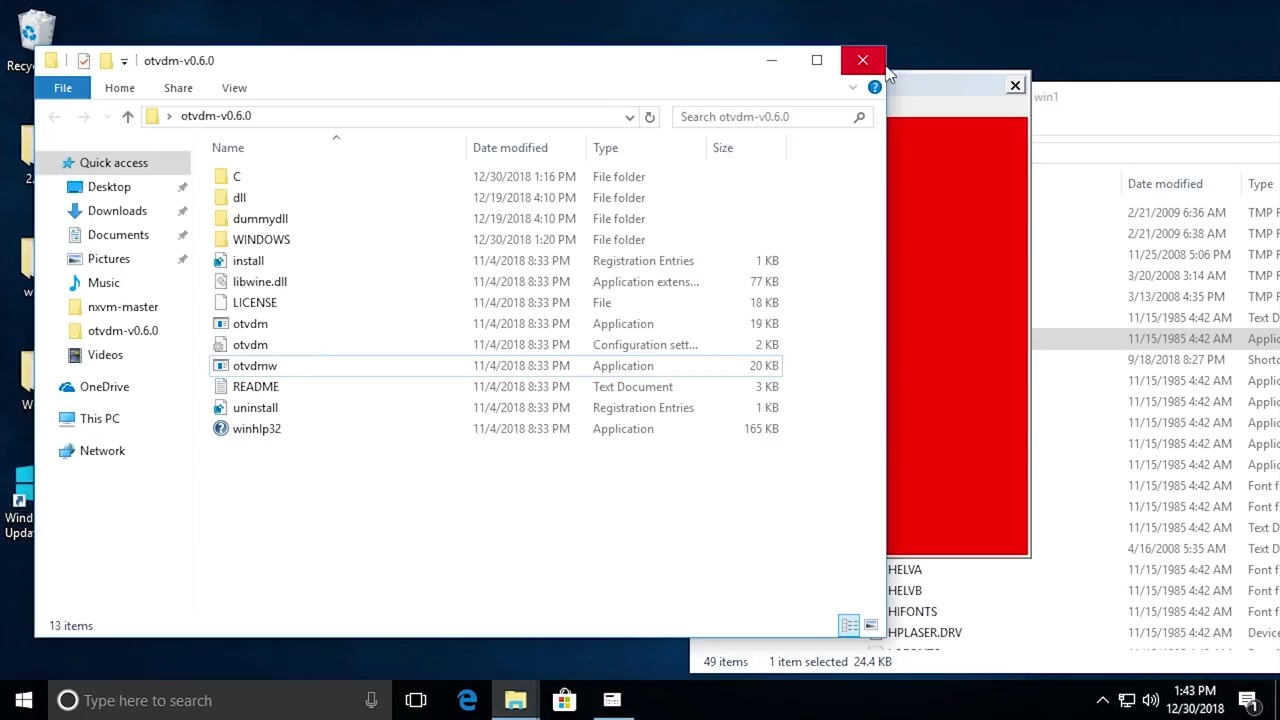 otvdm-v0.6.0
File Home Share View
otvdm-v0.6.0 Search otvdm-v0.6.0
Name Date modified Type Size
Quick access
Desktop
Downloads
Documents
Pictures
Music
nxvm-master
otvdm-v0.6.0
Videos
OneDrive
This PC
Network
C 12/30/2018 1:16 PM File folder
dll 12/19/2018 4:10 PM File folder
dummydll 12/19/2018 4:10 PM File folder
WINDOWS 12/30/2018 1:20 PM File folder
install 11/4/2018 8:33 PM Registration Entries 1 KB
libwine.dll 11/4/2018 8:33 PM Application extens... 77 KB
LICENSE 11/4/2018 8:33 PM File 18 KB
otvdm 11/4/2018 8:33 PM Application 19 KB
otvdm 11/4/2018 8:33 PM Configuration sett... 2 KB
otvdmw 11/4/2018 8:33 PM Application 20 KB
README 11/4/2018 8:33 PM Text Document 3 KB
uninstall 11/4/2018 8:33 PM Registration Entries 1 KB
winhlp32 11/4/2018 8:33 PM Application 165 KB
13 items
win1
Date modified Type
2/21/2009 6:36 AM TMP F
2/21/2009 6:38 AM TMP F
11/25/2008 5:06 PM TMP F
3/20/2008 3:14 AM TMP F
3/13/2008 4:35 PM TMP F
11/15/1985 4:42 AM Text D
11/15/1985 4:42 AM Applic
9/18/2018 8:27 PM Shortc
11/15/1985 4:42 AM Applic
11/15/1985 4:42 AM Applic
11/15/1985 4:42 AM Applic
11/15/1985 4:42 AM Applic
11/15/1985 4:42 AM Applic
11/15/1985 4:42 AM Font f
11/15/1985 4:42 AM Font f
11/15/1985 4:42 AM Text D
4/16/2008 5:35 AM Text D
HELVA 11/15/1985 4:42 AM Font f
HELVB 11/15/1985 4:42 AM Font f
HIFONTS 11/15/1985 4:42 AM Font f
HPLASER.DRV 11/15/1985 4:42 AM Device
49 items 1 item selected 24.4 KB
Recyc
2.
w
W
Wind
Upda
Type here to search
1:43 PM
12/30/2018
1